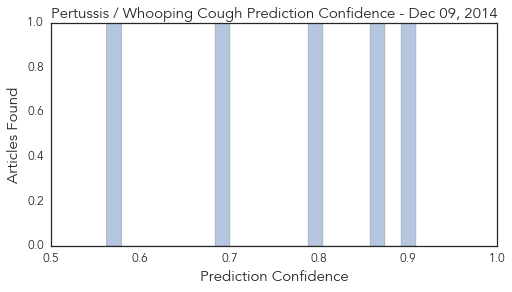 Pertussis / Whooping Cough Prediction Confidence - Dec 09, 2014
1.0
0.8
0.6
0.4
0.2
0.0
Articles Found
0.5 0.6 0.7 0.8 0.9 1.0
Prediction Confidence